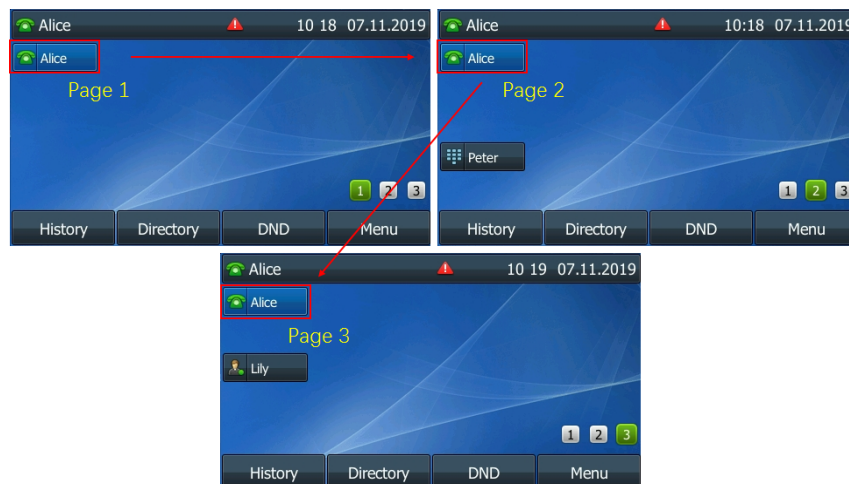 Alice 10 18 07.11.2019
Alice
Page 1
1 2 3
History Directory DND Menu
Alice 10:18 07.11.2019
Alice
Page 2
Peter
1 2 3
History Directory DND Menu
Alice 10 19 07.11.2019
Alice
Page 3
Lily
1 2 3
History Directory DND Menu